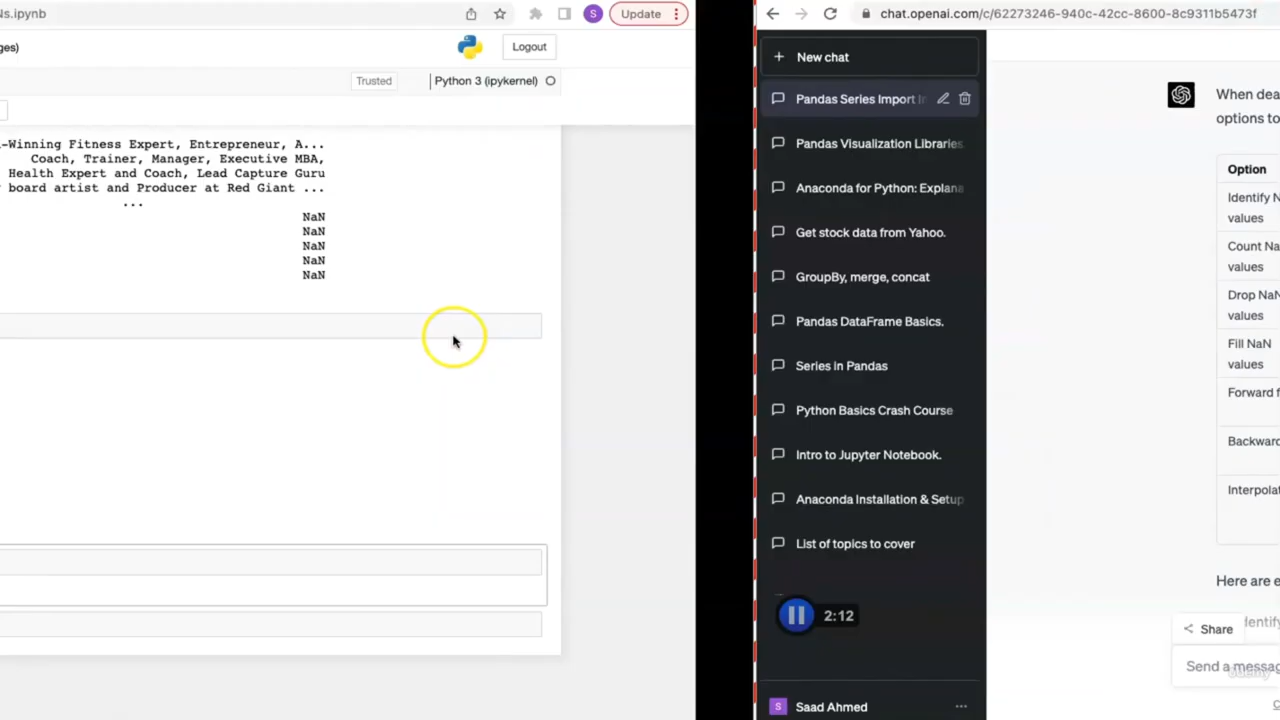 Ns.ipynb
S
Update
ges)
Logout
Trusted
Python 3 (ipykernel)
-Winning Fitness Expert, Entrepreneur, A...
Coach, Trainer, Manager, Executive MBA,
Health Expert and Coach, Lead Capture Guru
board artist and Producer at Red Giant ...
...
NaN
NaN
NaN
NaN
NaN
chat.openai.com/c/62273246-940c-42cc-8600-8c9311b5473f
New chat
Pandas Series Import
Pandas Visualization Libraries
Anaconda for Python: Explana
Get stock data from Yahoo.
GroupBy, merge, concat
Pandas DataFrame Basics.
Series in Pandas
Python Basics Crash Course
Intro to Jupyter Notebook.
Anaconda Installation & Setup
List of topics to cover
2:12
S
Saad Ahmed
...
When dea
options to
Option
Identify N
values
Count Na
values
Drop NaN
values
Fill NaN
values
Forward f
Backward
Interpolat
Here are e
Share
dentify
Send a messag
udemy